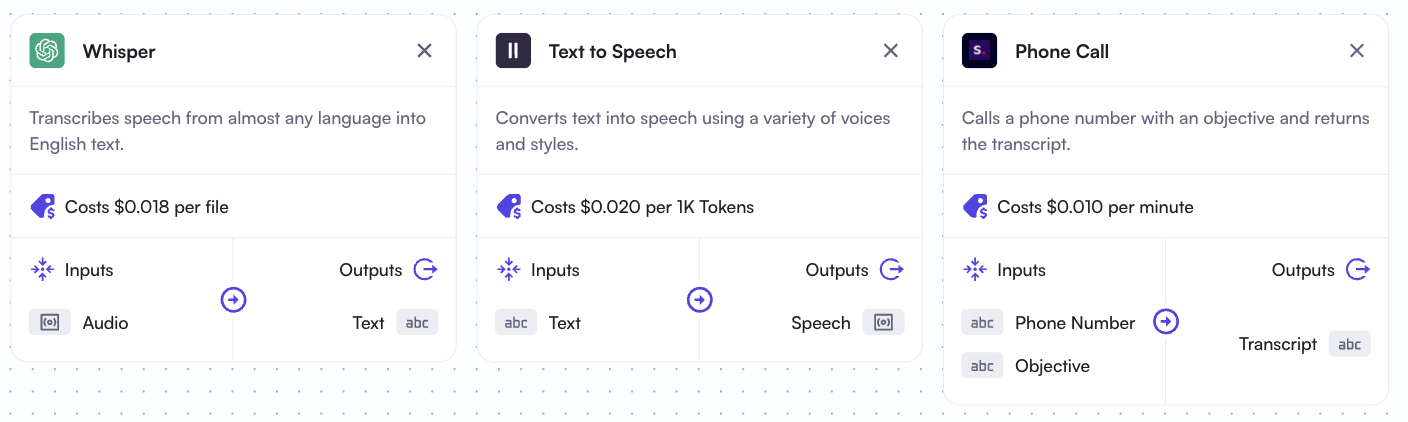 Whisper
Transcribes speech from almost any language into
English text.
Costs $0.018 per file
Inputs
Outputs
Audio
Text abc
Text to Speech
Converts text into speech using a variety of voices
and styles.
Costs $0.020 per 1K Tokens
Inputs
Outputs
abc Text
Speech
s. Phone Call
Calls a phone number with an objective and returns
the transcript.
Costs $0.010 per minute
Inputs
Outputs
abc Phone Number
abc Objective
Transcript abc